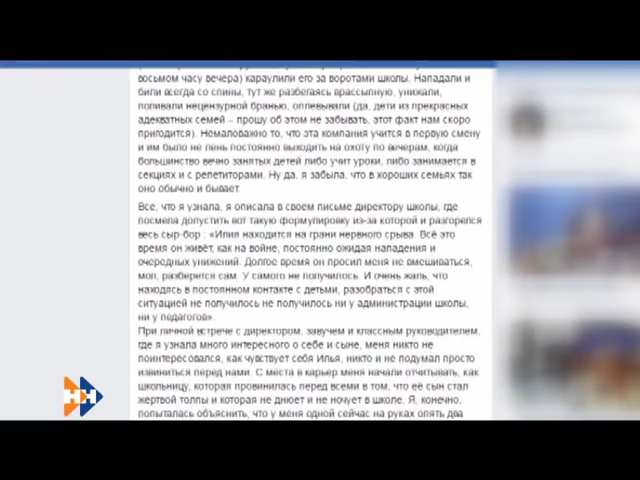 восьмом часу вечера) караулили его за воротами школы. Нападали и
били всегда со спины, тут же разбегаясь врассыпную, унижали,
поливали нецензурной бранью, оплевывали (да, дети из прекрасных
адекватных семей – прошу об этом не забывать, этот факт нам скоро
пригодится). Немаловажно то, что эта компания учится в первую смену
и им было не лень постоянно выходить на охоту по вечерам, когда
большинство вечно занятых детей либо учит уроки, либо занимается в
секциях и с репетиторами. Ну да, я забыла, что в хороших семьях так
оно обычно и бывает.
Все, что я узнала, я описала в своем письме директору школы, где
посмела допустить вот такую формулировку из-за которой и разгорелся
весь сыр-бор : «Илия находится на грани нервного срыва. Всё это
время он живёт, как на войне, постоянно ожидая нападения и
очередных унижений. Долгое время он просил меня не вмешиваться,
мол, разберется сам. У самого не получилось. И очень жаль, что
находясь в постоянном контакте с детьми, разобраться с этой
ситуацией не получилось не получилось ни у администрации школы,
ни у педагогов».
При личной встрече с директором, завучем и классным руководителем,
где я узнала много интересного о себе и сыне, меня никто не
поинтересовался, как чувствует себя Илья, никто и не подумал просто
извиниться перед нами. С места в карьер меня начали отчитывать, как
школьницу, которая провинилась перед всеми в том, что её сын стал
жертвой толпы и которая не днюет и не ночует в школе. Я, конечно,
попыталась объяснить, что у меня одной сейчас на руках опять два
НН